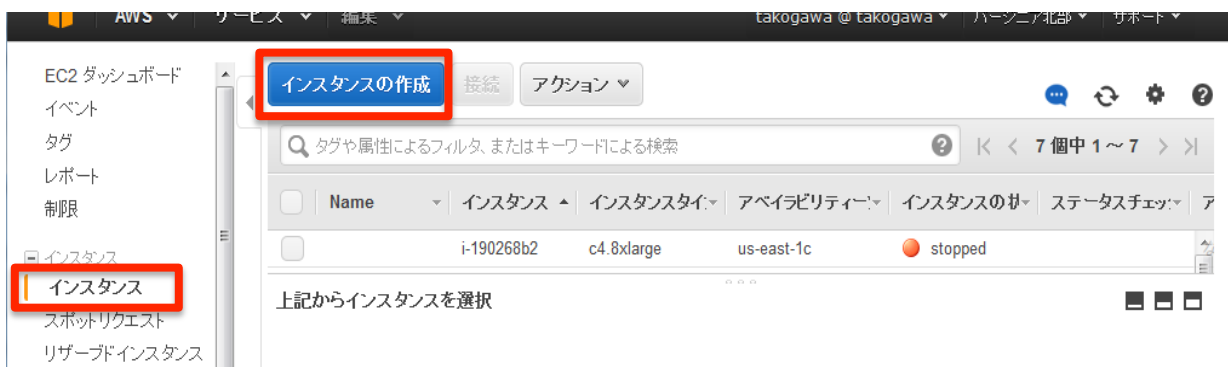 AWS サービス 編集 takogawa @ takogawa バージニア北部 サポート
EC2 ダッシュボード
イベント
タグ
レポート
制限
インスタンス
インスタンス
スポットリクエスト
リザーブドインスタンス
インスタンスの作成 接続 アクション
タグや属性によるフィルタ、またはキーワードによる検索 7 個中 1 ～ 7
Name インスタンス インスタンスタイ アベイラビリティー インスタンスの状 ステータスチェッ ア
i-190268b2 c4.8xlarge us-east-1c stopped
上記からインスタンスを選択